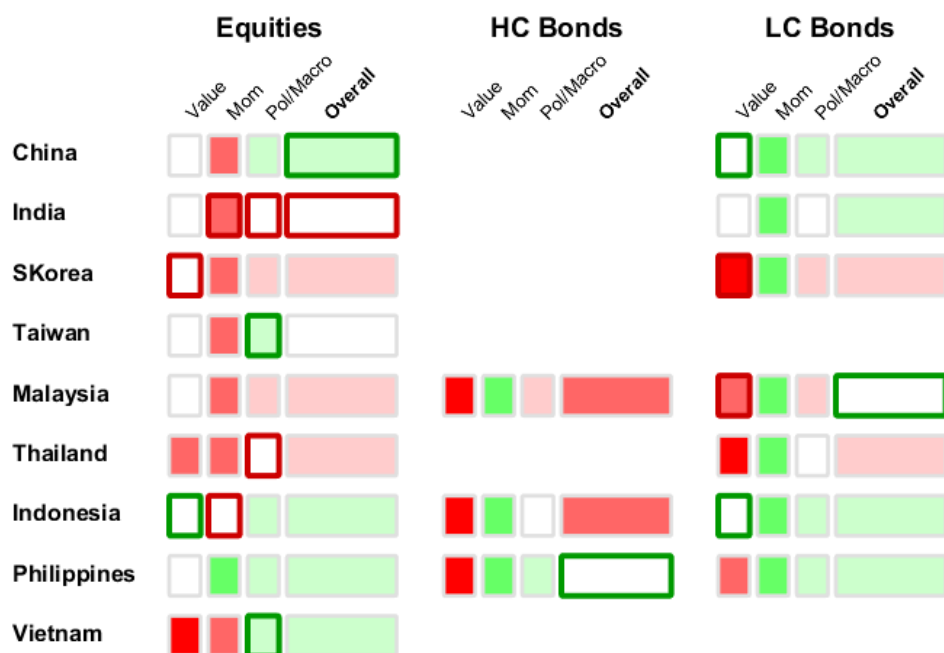 Equities HC Bonds LC Bonds
Value Mom Pol/Macro Overall Value Mom Pol/Macro Overall Value Mom Pol/Macro Overall
China
India
SKorea
Taiwan
Malaysia
Thailand
Indonesia
Philippines
Vietnam